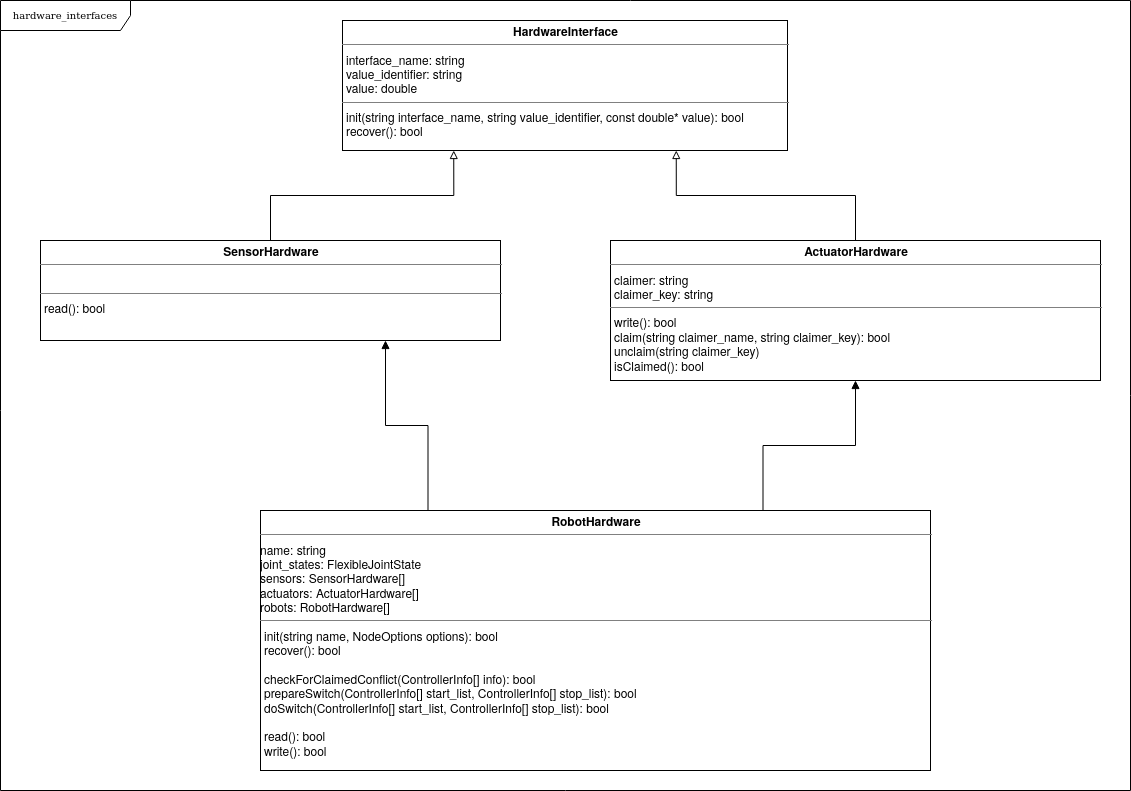 hardware_interfaces
HardwareInterface
interface_name: string
value_identifier: string
value: double
init(string interface_name, string value_identifier, const double* value): bool
recover(): bool
SensorHardware
read(): bool
ActuatorHardware
claimer: string
claimer_key: string
write(): bool
claim(string claimer_name, string claimer_key): bool
unclaim(string claimer_key)
isClaimed(): bool
RobotHardware
name: string
joint_states: FlexibleJointState
sensors: SensorHardware[]
actuators: ActuatorHardware[]
robots: RobotHardware[]
init(string name, NodeOptions options): bool
recover(): bool
checkForClaimedConflict(ControllerInfo[] info): bool
prepareSwitch(ControllerInfo[] start_list, ControllerInfo[] stop_list): bool
doSwitch(ControllerInfo[] start_list, ControllerInfo[] stop_list): bool
read(): bool
write(): bool